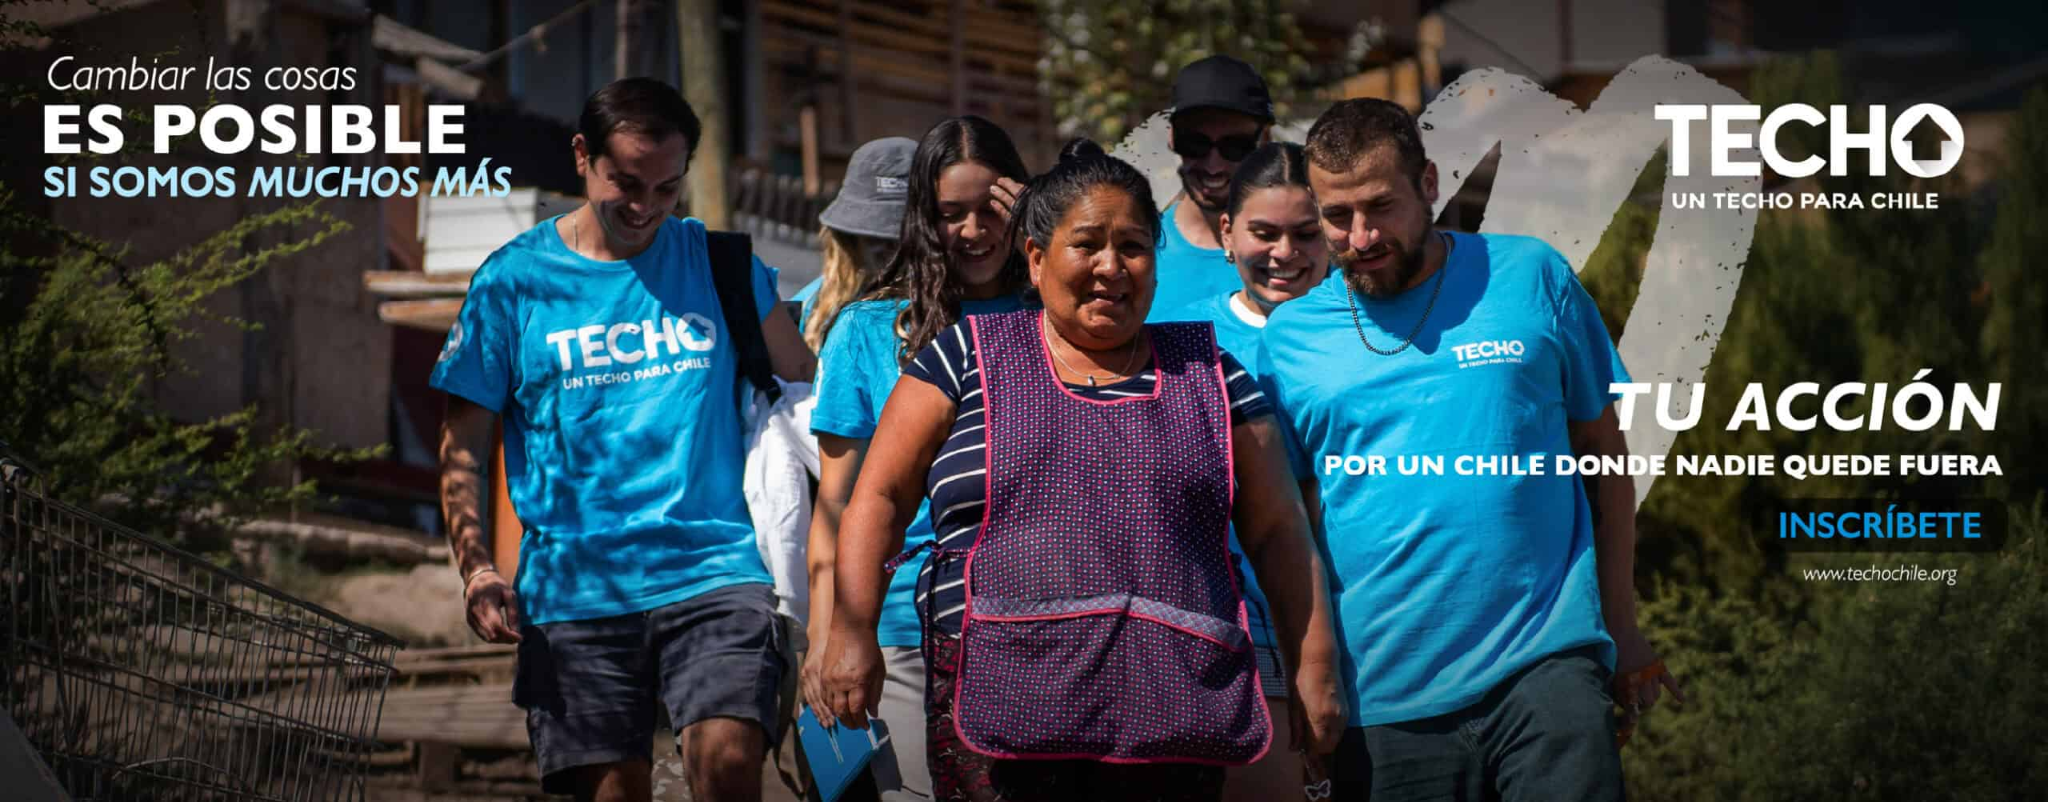 Cambiar las cosas
ES POSIBLE
SI SOMOS MUCHOS MÁS
TECHO
UN TECHO PARA CHILE
TECHO
UN TECHO PARA CHILE
TECHO
UN TECHO PARA CHILE
TU ACCIÓN
POR UN CHILE DONDE NADIE QUEDE FUERA
INSCRÍBETE
www.techochile.org